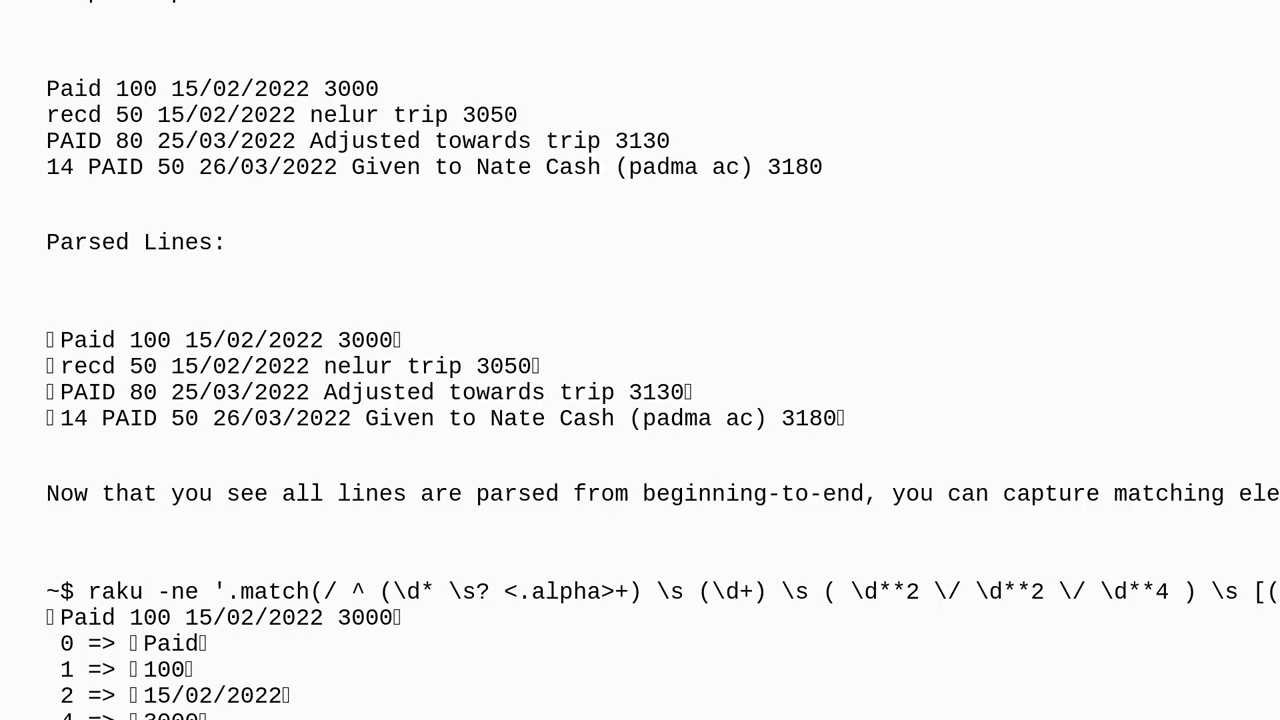 Paid 100 15/02/2022 3000
recd 50 15/02/2022 nelur trip 3050
PAID 80 25/03/2022 Adjusted towards trip 3130
14 PAID 50 26/03/2022 Given to Nate Cash (padma ac) 3180
Parsed Lines:
▯Paid 100 15/02/2022 3000▯
▯recd 50 15/02/2022 nelur trip 3050▯
▯PAID 80 25/03/2022 Adjusted towards trip 3130▯
▯14 PAID 50 26/03/2022 Given to Nate Cash (padma ac) 3180▯
Now that you see all lines are parsed from beginning-to-end, you can capture matching ele
~$ raku -ne '.match(/ ^ (\d* \s? <.alpha>+) \s (\d+) \s ( \d**2 \/ \d**2 \/ \d**4 ) \s [(
▯Paid 100 15/02/2022 3000▯
0 => ▯Paid▯
1 => ▯100▯
2 => ▯15/02/2022▯
4 => ▯3000▯